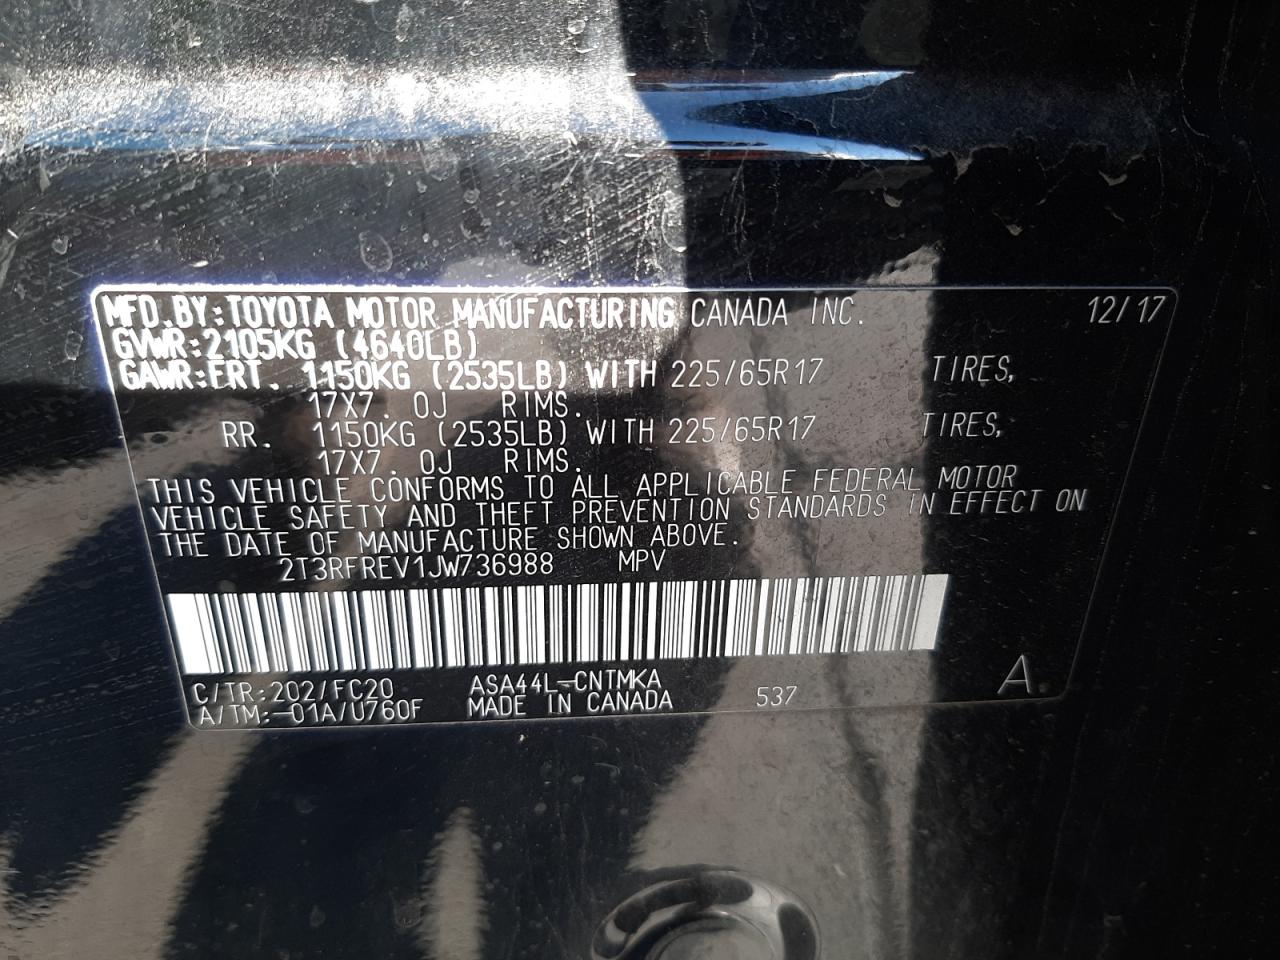 MFD.BY:TOYOTA MOTOR MANUFACTURING CANADA INC. 12/17
GVWR:2105KG (4640LB)
GAWR:FRT. 1150KG (2535LB) WITH 225/65R17 TIRES,
17X7. 0J RIMS.
RR. 1150KG (2535LB) WITH 225/65R17 TIRES,
17X7. 0J RIMS.
THIS VEHICLE CONFORMS TO ALL APPLICABLE FEDERAL MOTOR
VEHICLE SAFETY AND THEFT PREVENTION STANDARDS IN EFFECT ON
THE DATE OF MANUFACTURE SHOWN ABOVE.
2T3RFREV1JW736988 MPV
C/TR:202/FC20 ASA44L-CNTMKA
A/TM:-01A/U760F MADE IN CANADA 537 A.